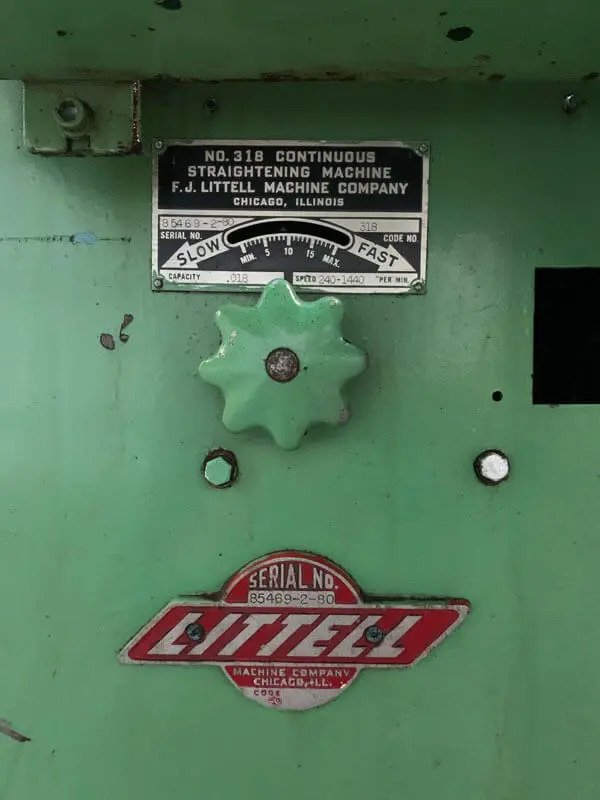 NO. 318 CONTINUOUS
STRAIGHTENING MACHINE
F.J. LITTELL MACHINE COMPANY
CHICAGO, ILLINOIS
85469-2-80 318
SERIAL NO. CODE NO.
SLOW FAST
MIN. 5 10 15 MAX.
CAPACITY .018 SPEED 240-1440 "PER MIN.
SERIAL NO.
85469-2-80
LITTELL
MACHINE COMPANY
CHICAGO, ILL.
CODE